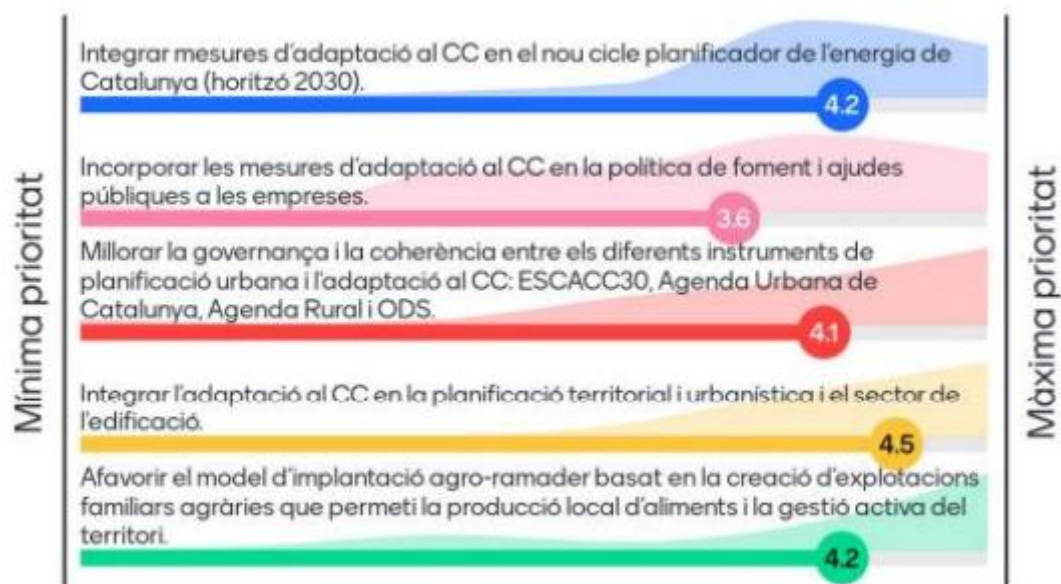 Mínima prioritat
Integrar mesures d'adaptació al CC en el nou cicle planificador de l'energia de
Catalunya (horitzó 2030).
4.2
Incorporar les mesures d'adaptació al CC en la política de foment i ajudes
públiques a les empreses.
3.6
Millorar la governança i la coherència entre els diferents instruments de
planificació urbana i l'adaptació al CC: ESCACC30, Agenda Urbana de
Catalunya, Agenda Rural i ODS.
4.1
Integrar l'adaptació al CC en la planificació territorial i urbanística i el sector de
l'edificació.
4.5
Afavorir el model d'implantació agro-ramader basat en la creació d'explotacions
familiars agràries que permeti la producció local d'aliments i la gestió activa del
territori.
4.2
Màxima prioritat